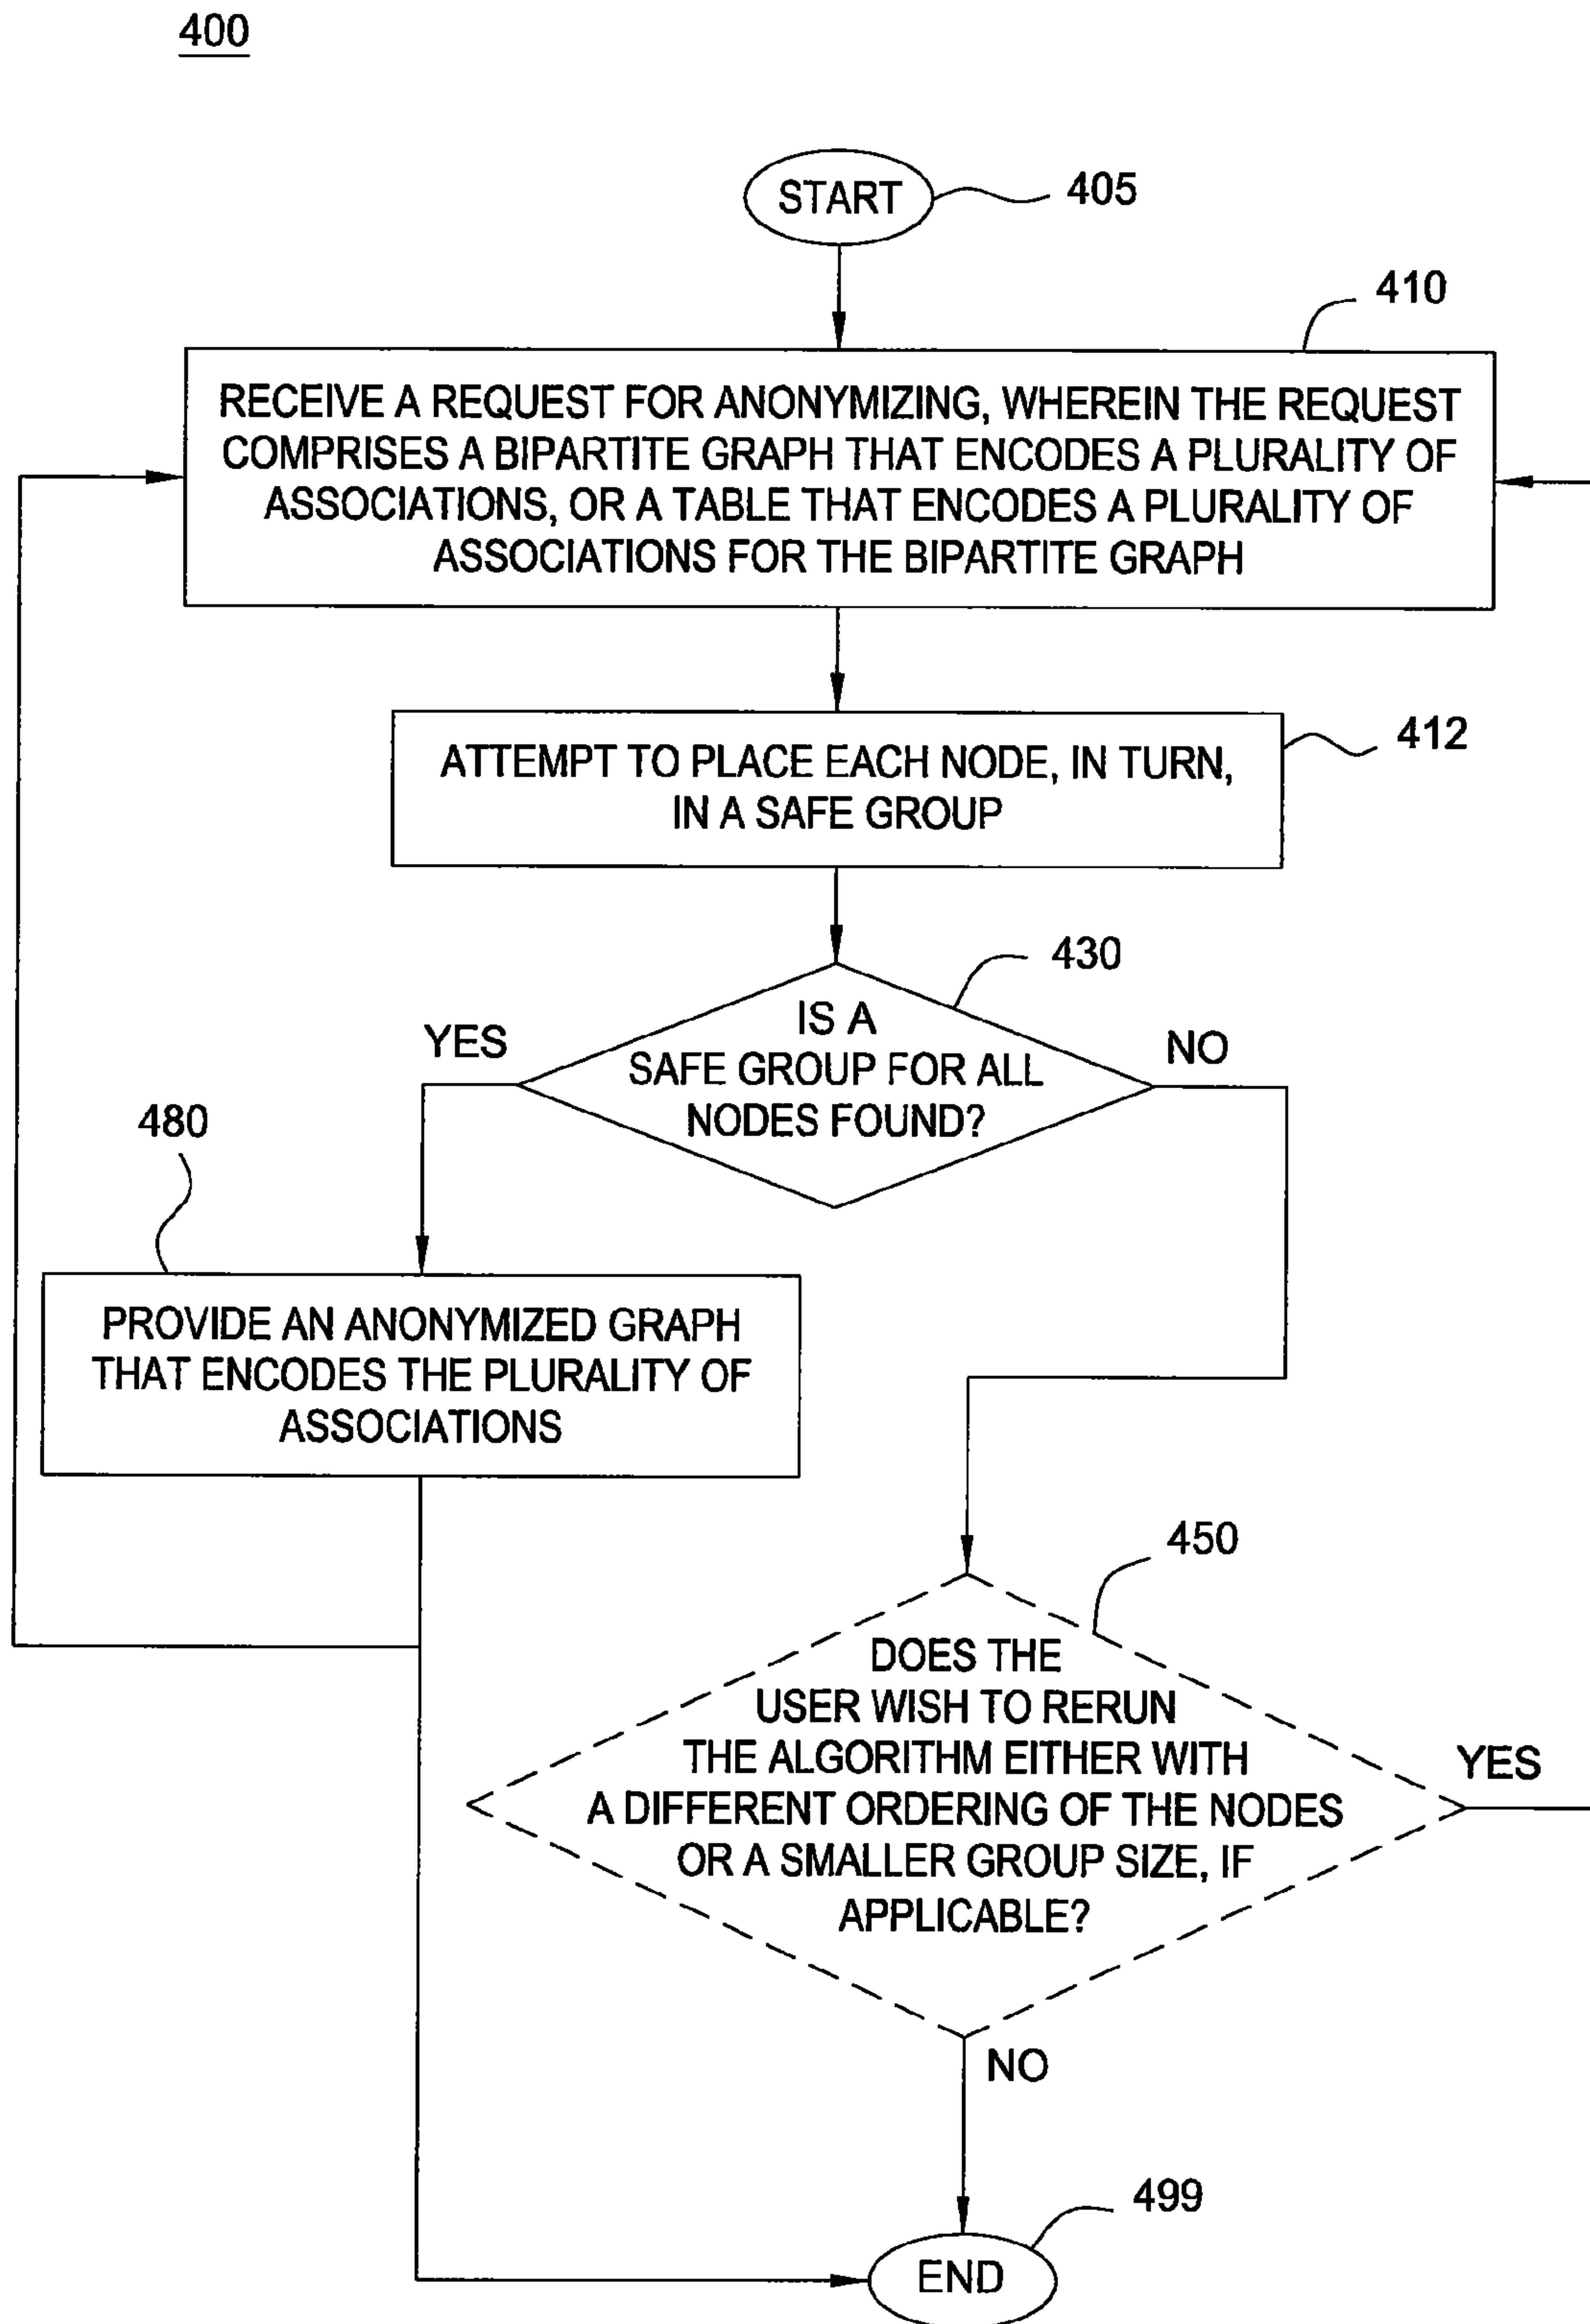 400
START
405
410
RECEIVE A REQUEST FOR ANONYMIZING, WHEREIN THE REQUEST
COMPRISES A BIPARTITE GRAPH THAT ENCODES A PLURALITY OF
ASSOCIATIONS, OR A TABLE THAT ENCODES A PLURALITY OF
ASSOCIATIONS FOR THE BIPARTITE GRAPH
412
ATTEMPT TO PLACE EACH NODE, IN TURN,
IN A SAFE GROUP
430
IS A
SAFE GROUP FOR ALL
NODES FOUND?
YES
NO
480
PROVIDE AN ANONYMIZED GRAPH
THAT ENCODES THE PLURALITY OF
ASSOCIATIONS
450
DOES THE
USER WISH TO RERUN
THE ALGORITHM EITHER WITH
A DIFFERENT ORDERING OF THE NODES
OR A SMALLER GROUP SIZE, IF
APPLICABLE?
YES
NO
499
END